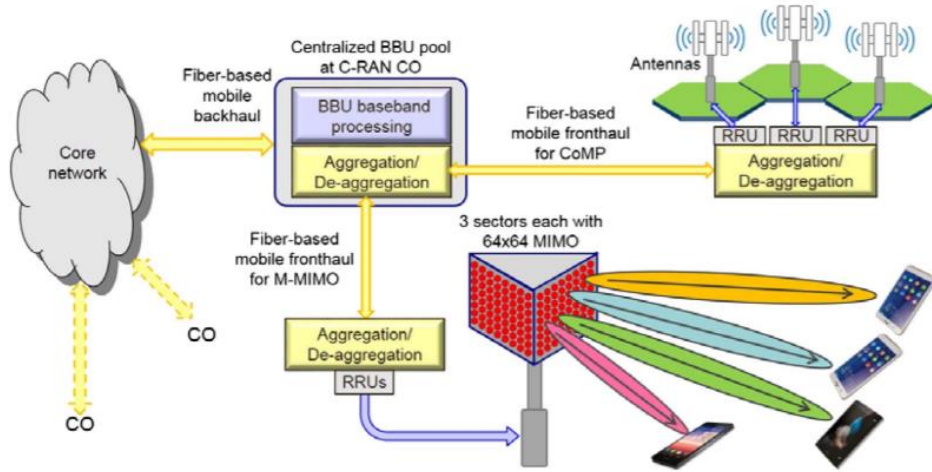 Centralized BBU pool
at C-RAN CO
BBU baseband
processing
Aggregation/
De-aggregation
Fiber-based
mobile
backhaul
Core
network
CO
CO
Fiber-based
mobile fronthaul
for CoMP
Antennas
RRU
RRU
RRU
Aggregation/
De-aggregation
Fiber-based
mobile fronthaul
for M-MIMO
Aggregation/
De-aggregation
RRUs
3 sectors each with
64x64 MIMO